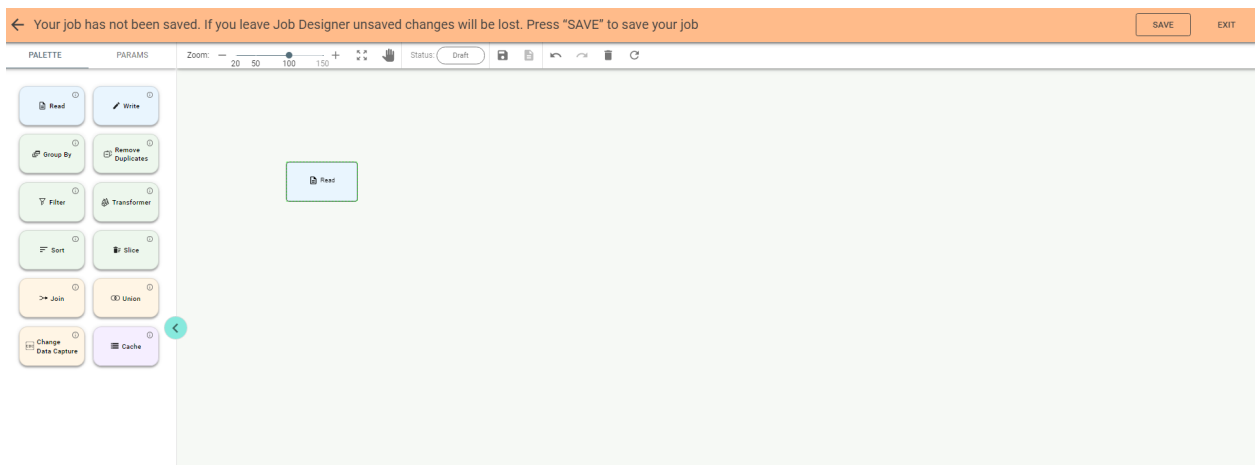 Your job has not been saved. If you leave Job Designer unsaved changes will be lost. Press “SAVE” to save your job
SAVE
EXIT
PALETTE
PARAMS
Zoom:
20 50 100 150
Status:
Draft
Read
Write
Group By
Remove
Duplicates
Filter
Transformer
Sort
Slice
Join
Union
Change
Data Capture
Cache
Read